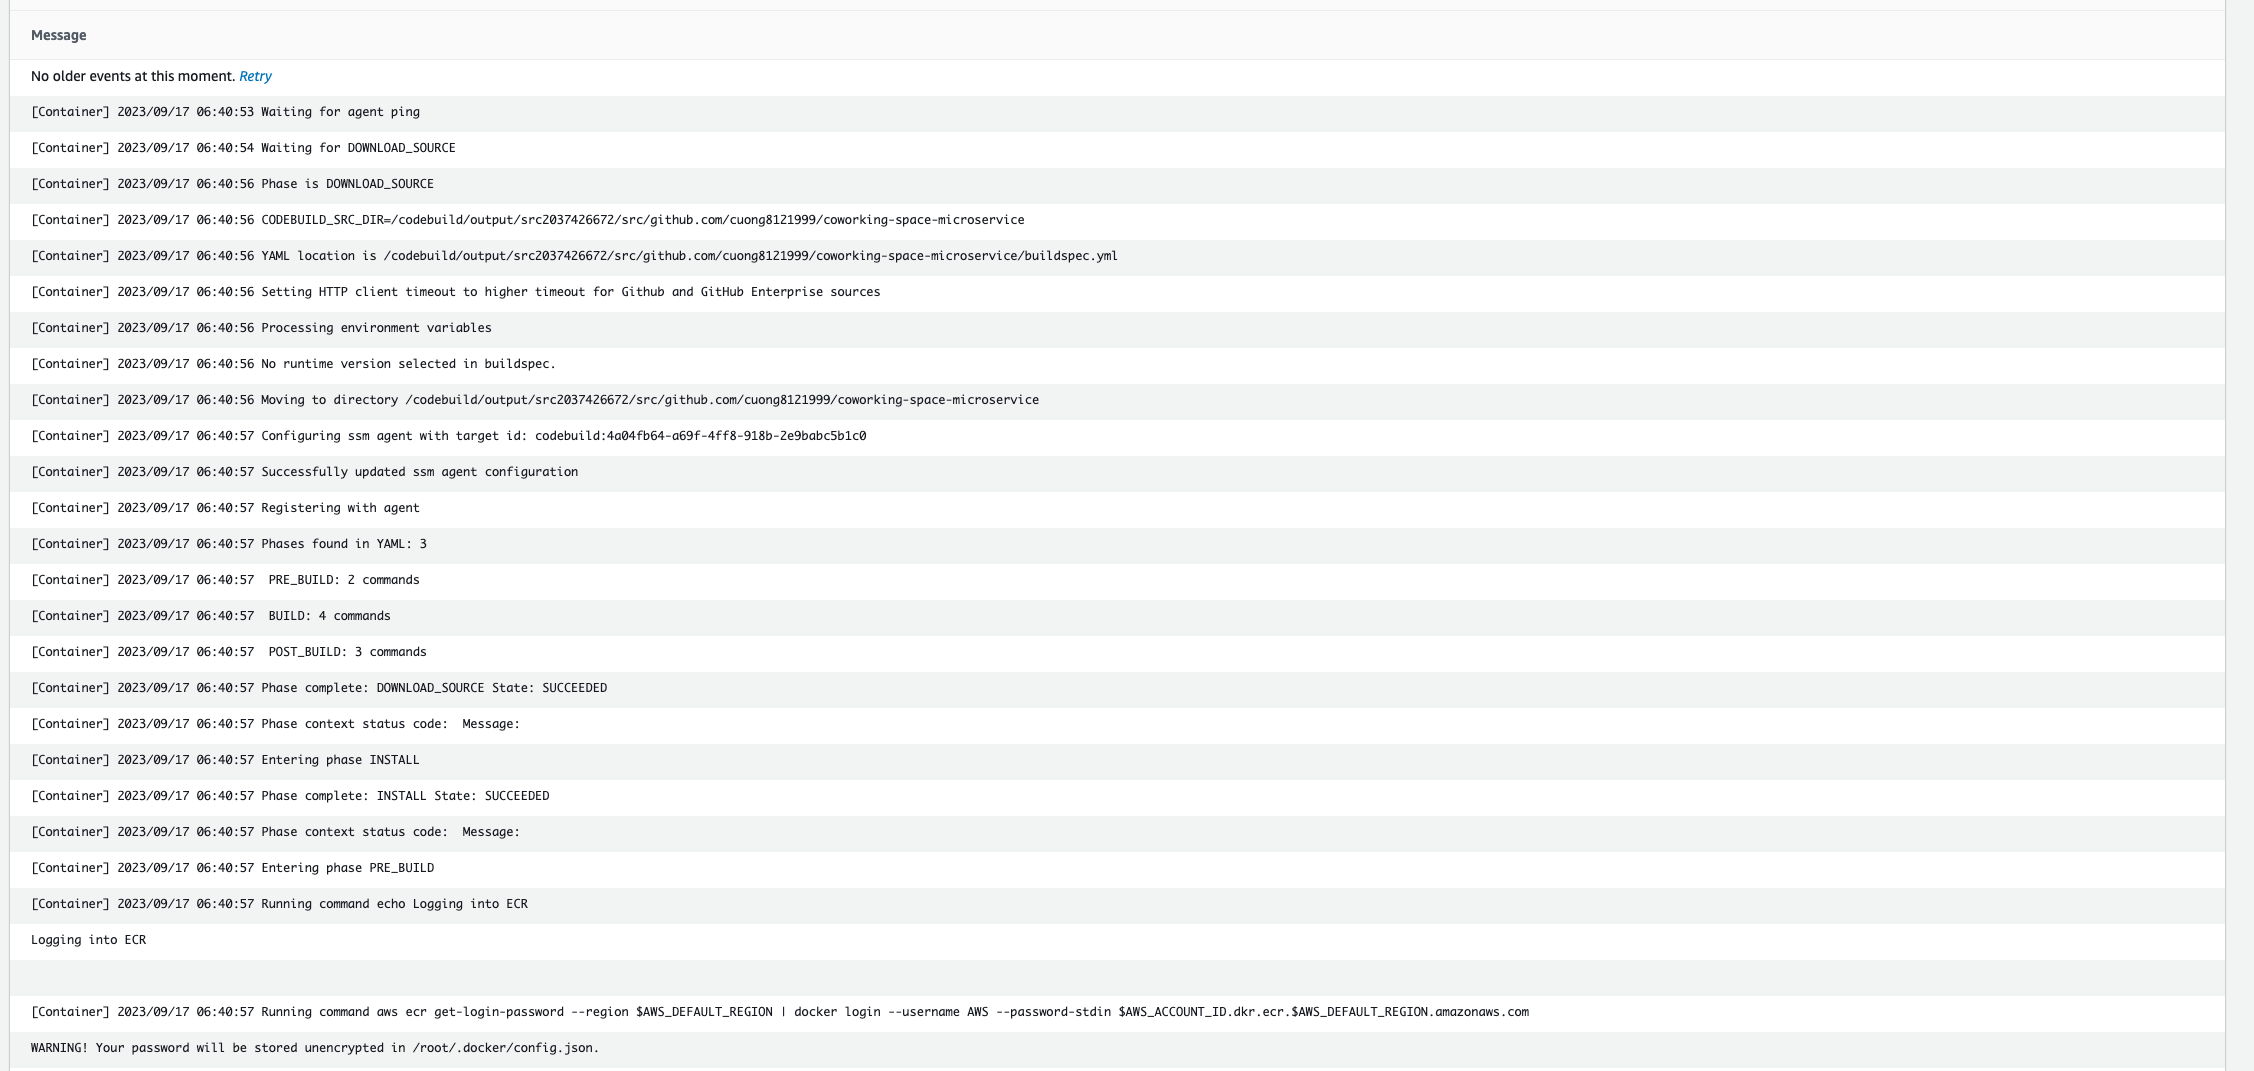 Message
No older events at this moment. Retry
[Container] 2023/09/17 06:40:53 Waiting for agent ping
[Container] 2023/09/17 06:40:54 Waiting for DOWNLOAD_SOURCE
[Container] 2023/09/17 06:40:56 Phase is DOWNLOAD_SOURCE
[Container] 2023/09/17 06:40:56 CODEBUILD_SRC_DIR=/codebuild/output/src2037426672/src/github.com/cuong8121999/coworking-space-microservice
[Container] 2023/09/17 06:40:56 YAML location is /codebuild/output/src2037426672/src/github.com/cuong8121999/coworking-space-microservice/buildspec.yml
[Container] 2023/09/17 06:40:56 Setting HTTP client timeout to higher timeout for Github and GitHub Enterprise sources
[Container] 2023/09/17 06:40:56 Processing environment variables
[Container] 2023/09/17 06:40:56 No runtime version selected in buildspec.
[Container] 2023/09/17 06:40:56 Moving to directory /codebuild/output/src2037426672/src/github.com/cuong8121999/coworking-space-microservice
[Container] 2023/09/17 06:40:57 Configuring ssm agent with target id: codebuild:4a04fb64-a69f-4ff8-918b-2e9babc5b1c0
[Container] 2023/09/17 06:40:57 Successfully updated ssm agent configuration
[Container] 2023/09/17 06:40:57 Registering with agent
[Container] 2023/09/17 06:40:57 Phases found in YAML: 3
[Container] 2023/09/17 06:40:57  PRE_BUILD: 2 commands
[Container] 2023/09/17 06:40:57  BUILD: 4 commands
[Container] 2023/09/17 06:40:57  POST_BUILD: 3 commands
[Container] 2023/09/17 06:40:57 Phase complete: DOWNLOAD_SOURCE State: SUCCEEDED
[Container] 2023/09/17 06:40:57 Phase context status code:  Message:
[Container] 2023/09/17 06:40:57 Entering phase INSTALL
[Container] 2023/09/17 06:40:57 Phase complete: INSTALL State: SUCCEEDED
[Container] 2023/09/17 06:40:57 Phase context status code:  Message:
[Container] 2023/09/17 06:40:57 Entering phase PRE_BUILD
[Container] 2023/09/17 06:40:57 Running command echo Logging into ECR
Logging into ECR
[Container] 2023/09/17 06:40:57 Running command aws ecr get-login-password --region $AWS_DEFAULT_REGION | docker login --username AWS --password-stdin $AWS_ACCOUNT_ID.dkr.ecr.$AWS_DEFAULT_REGION.amazonaws.com
WARNING! Your password will be stored unencrypted in /root/.docker/config.json.